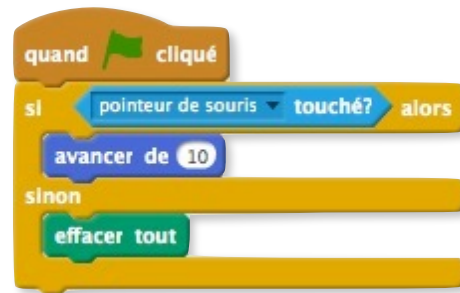 quand cliqué
si pointeur de souris touché? alors
avancer de 10
sinon
effacer tout